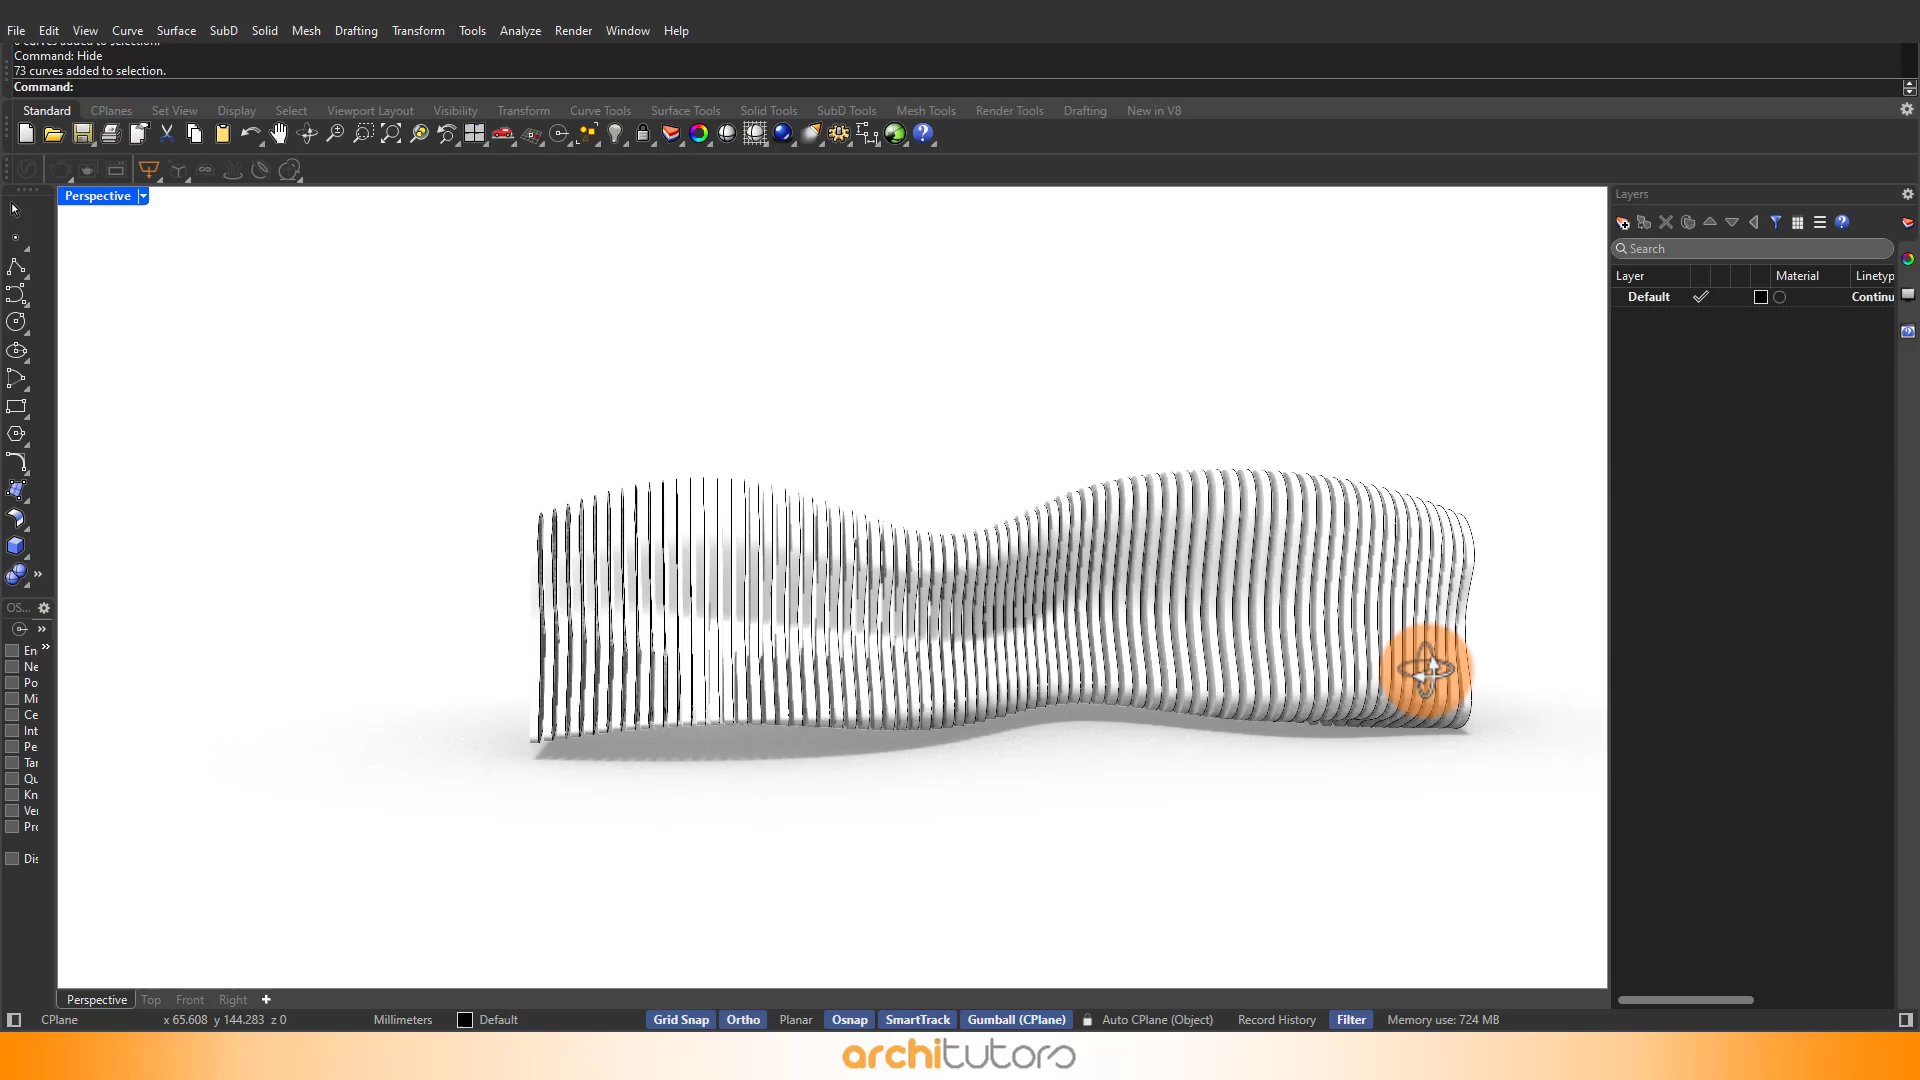 File Edit View Curve Surface SubD Solid Mesh Drafting Transform Tools Analyze Render Window Help
Command: Hide
73 curves added to selection.
Command:
Standard CPlanes Set View Display Select Viewport Layout Visibility Transform Curve Tools Surface Tools Solid Tools SubD Tools Mesh Tools Render Tools Drafting New in V8
Perspective
Layers
Search
Layer Material Linetyp
Default Continu
OS...
En
Ne
Po
Mi
Ce
Int
Pe
Tar
Qu
Kn
Ver
Pro
Dis
Perspective Top Front Right
CPlane x 65.608 y 144.283 z 0 Millimeters Default Grid Snap Ortho Planar Osnap SmartTrack Gumball (CPlane) Auto CPlane (Object) Record History Filter Memory use: 724 MB
architutors